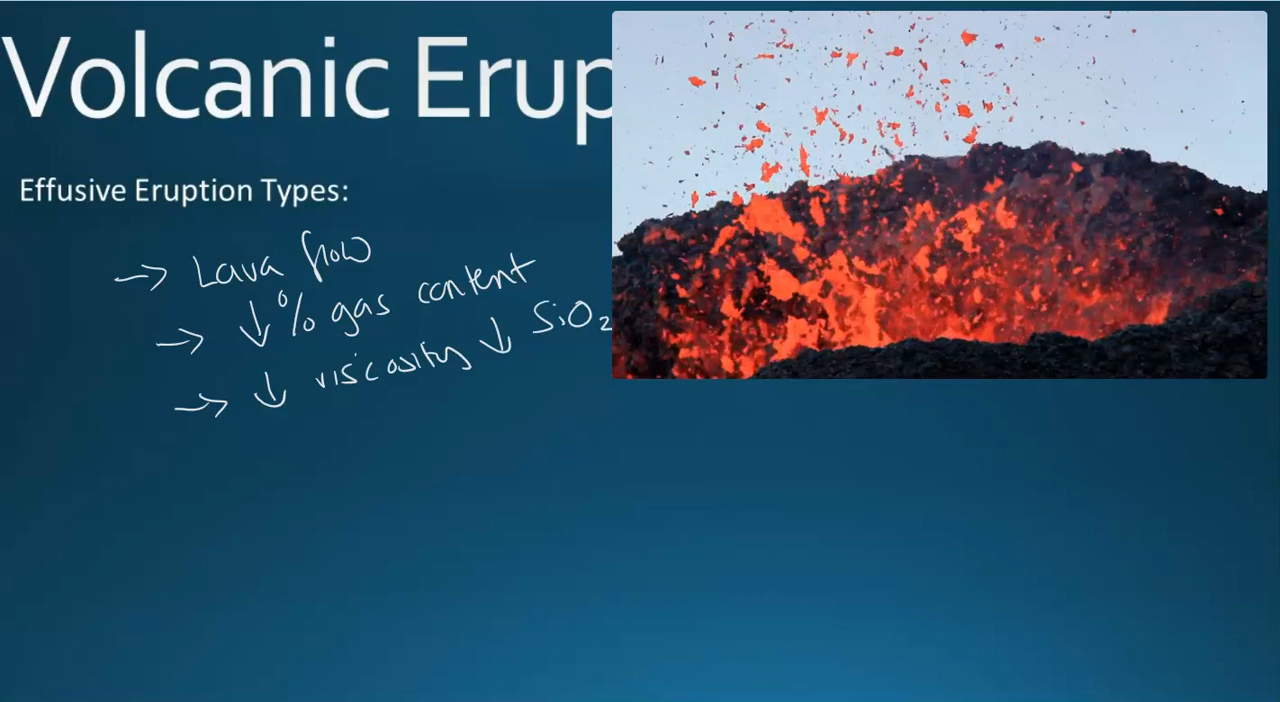 Volcanic Erup
Effusive Eruption Types:
→ Lava flow
→ ↓ % gas content
→ ↓ viscosity ↓ SiO₂